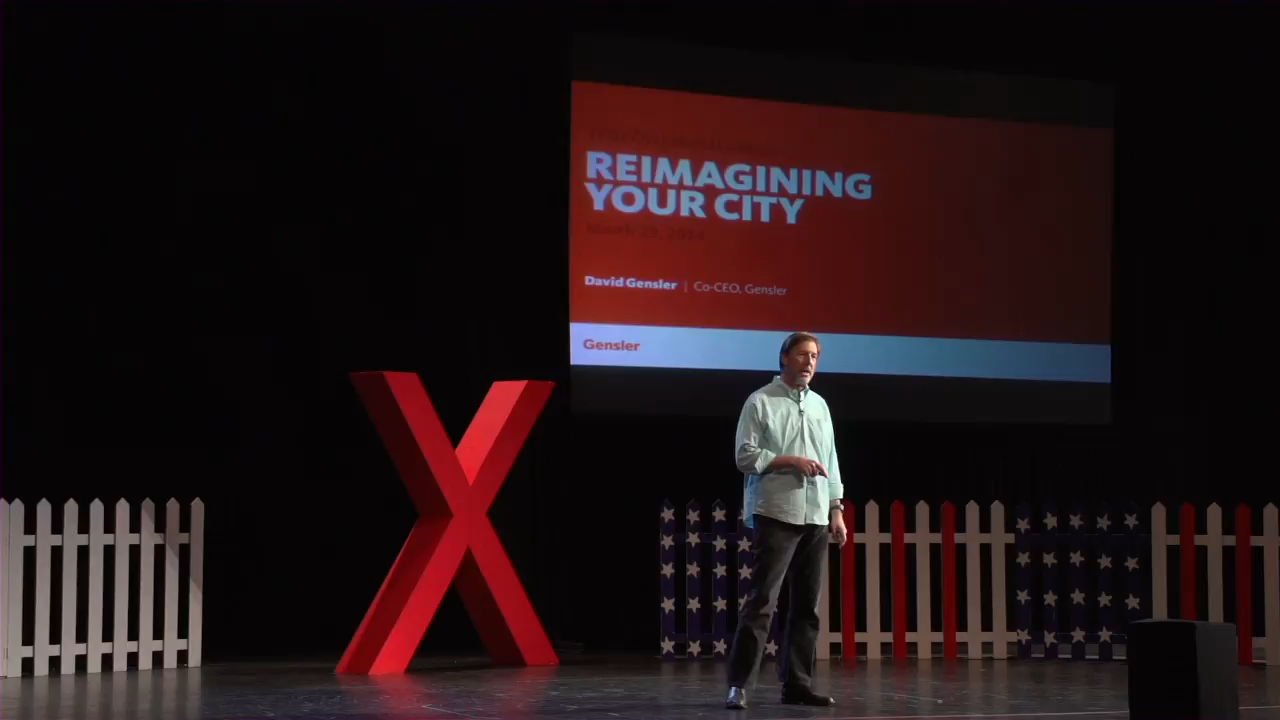 REIMAGINING
YOUR CITY
David Gensler | Co-CEO, Gensler
Gensler
X